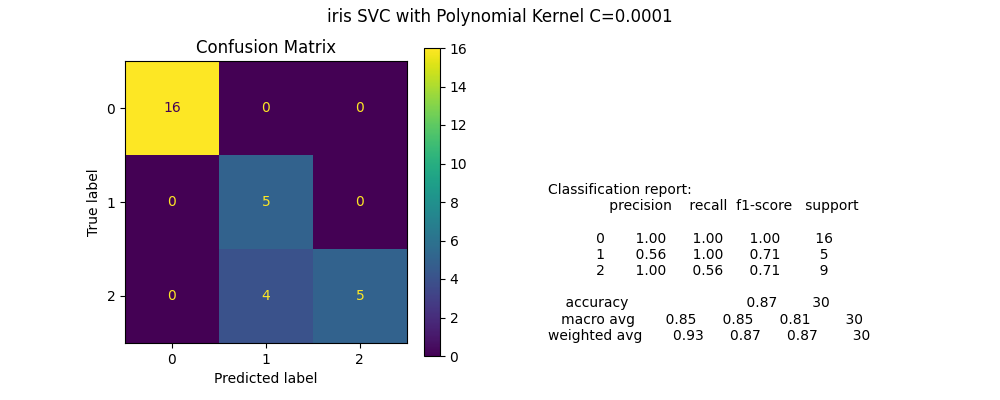 iris SVC with Polynomial Kernel C=0.0001
Confusion Matrix
True label
0
1
2
16 0 0
0 5 0
0 4 5
0 1 2
Predicted label
16
14
12
10
8
6
4
2
0
Classification report:
precision recall f1-score support
0 1.00 1.00 1.00 16
1 0.56 1.00 0.71 5
2 1.00 0.56 0.71 9
accuracy 0.87 30
macro avg 0.85 0.85 0.81 30
weighted avg 0.93 0.87 0.87 30